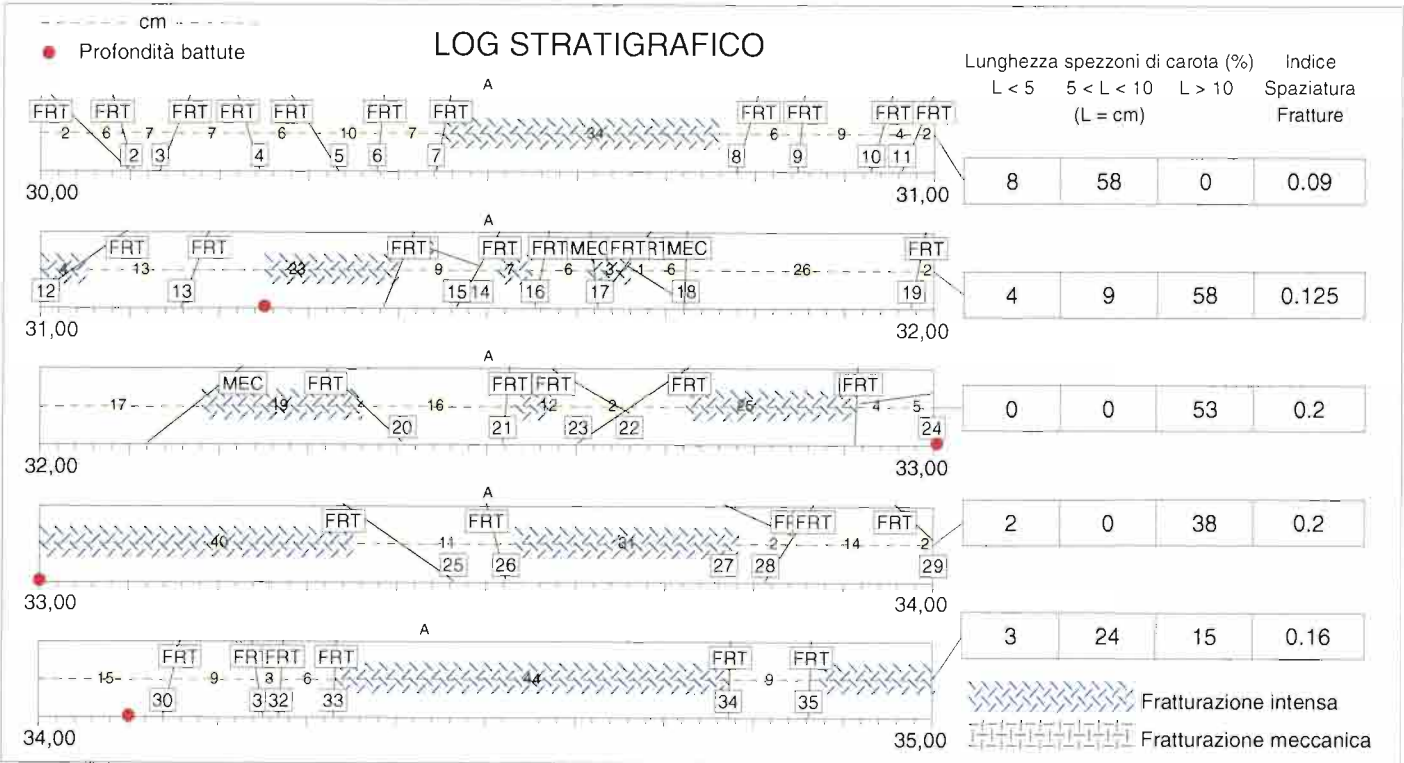 cm
Profondità battute
LOG STRATIGRAFICO
Lunghezza spezzoni di carota (%) Indice
L < 5 5 < L < 10 L > 10 Spaziatura
(L = cm) Fratture
A
FRT FRT FRT FRT FRT FRT FRT FRT FRT FRT FRT
2 6 7 7 6 10 7 34 6 9 4 2
2 3 4 5 6 7 8 9 10 11
30,00 31,00
8 58 0 0.09
A
FRT FRT FRT FRT FRT MEC FRT RT MEC FRT
4 13 23 9 7 6 3 1 6 26 2
12 13 15 14 16 17 18 19
31,00 32,00
4 9 58 0.125
A
MEC FRT FRT FRT FRT FRT
17 19 16 12 2 4 5
20 21 23 22 24
32,00 33,00
0 0 53 0.2
A
FRT FRT FRT FRT
40 11 31 2 14 2
25 26 27 28 29
33,00 34,00
2 0 38 0.2
A
FRT FRT FRT FRT FRT FRT
15 9 3 6 44 9
30 3 32 33 34 35
34,00 35,00
3 24 15 0.16
Fratturazione intensa
Fratturazione meccanica